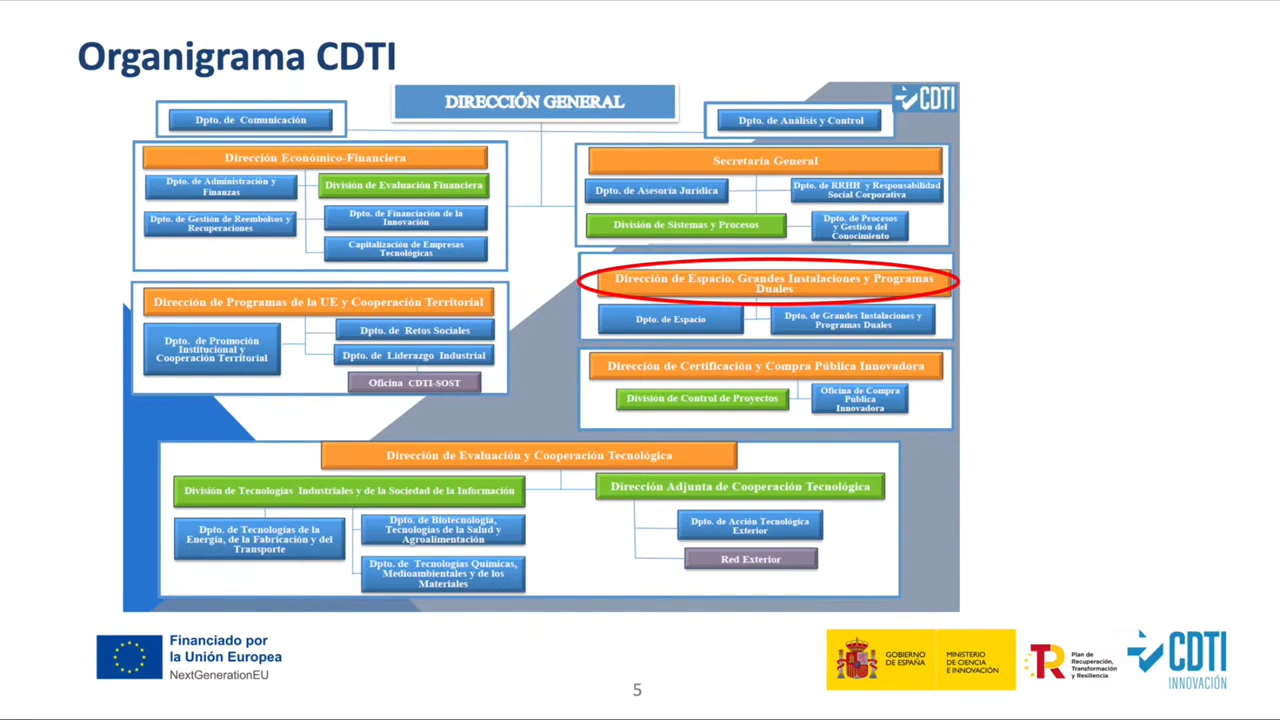 Organigrama CDTI
DIRECCIÓN GENERAL
CDTI
Dpto. de Comunicación
Dpto. de Análisis y Control
Dirección Económico-Financiera
Dpto. de Administración y
Finanzas
División de Evaluación Financiera
Dpto. de Gestión de Reembolsos y
Recuperaciones
Dpto. de Financiación de la
Innovación
Capitalización de Empresas
Tecnológicas
Secretaría General
Dpto. de Asesoría Jurídica
Dpto. de RRHH y Responsabilidad
Social Corporativa
División de Sistemas y Procesos
Dpto. de Procesos
y Gestión del
Conocimiento
Dirección de Programas de la UE y Cooperación Territorial
Dpto. de Promoción
Institucional y
Cooperación Territorial
Dpto. de Retos Sociales
Dpto. de Liderazgo Industrial
Oficina CDTI-SOST
Dirección de Espacio, Grandes Instalaciones y Programas
Duales
Dpto. de Espacio
Dpto. de Grandes Instalaciones y
Programas Duales
Dirección de Certificación y Compra Pública Innovadora
División de Control de Proyectos
Oficina de Compra
Pública
Innovadora
Dirección de Evaluación y Cooperación Tecnológica
División de Tecnologías Industriales y de la Sociedad de la Información
Dpto. de Tecnologías de la
Energía, de la Fabricación y del
Transporte
Dpto. de Biotecnología,
Tecnologías de la Salud y
Agroalimentación
Dpto. de Tecnologías Químicas,
Medioambientales y de los
Materiales
Dirección Adjunta de Cooperación Tecnológica
Dpto. de Acción Tecnológica
Exterior
Red Exterior
Financiado por
la Unión Europea
NextGenerationEU
5
GOBIERNO
DE ESPAÑA
MINISTERIO
DE CIENCIA
E INNOVACIÓN
TR
Plan de
Recuperación,
Transformación
y Resiliencia
CDTI
INNOVACIÓN